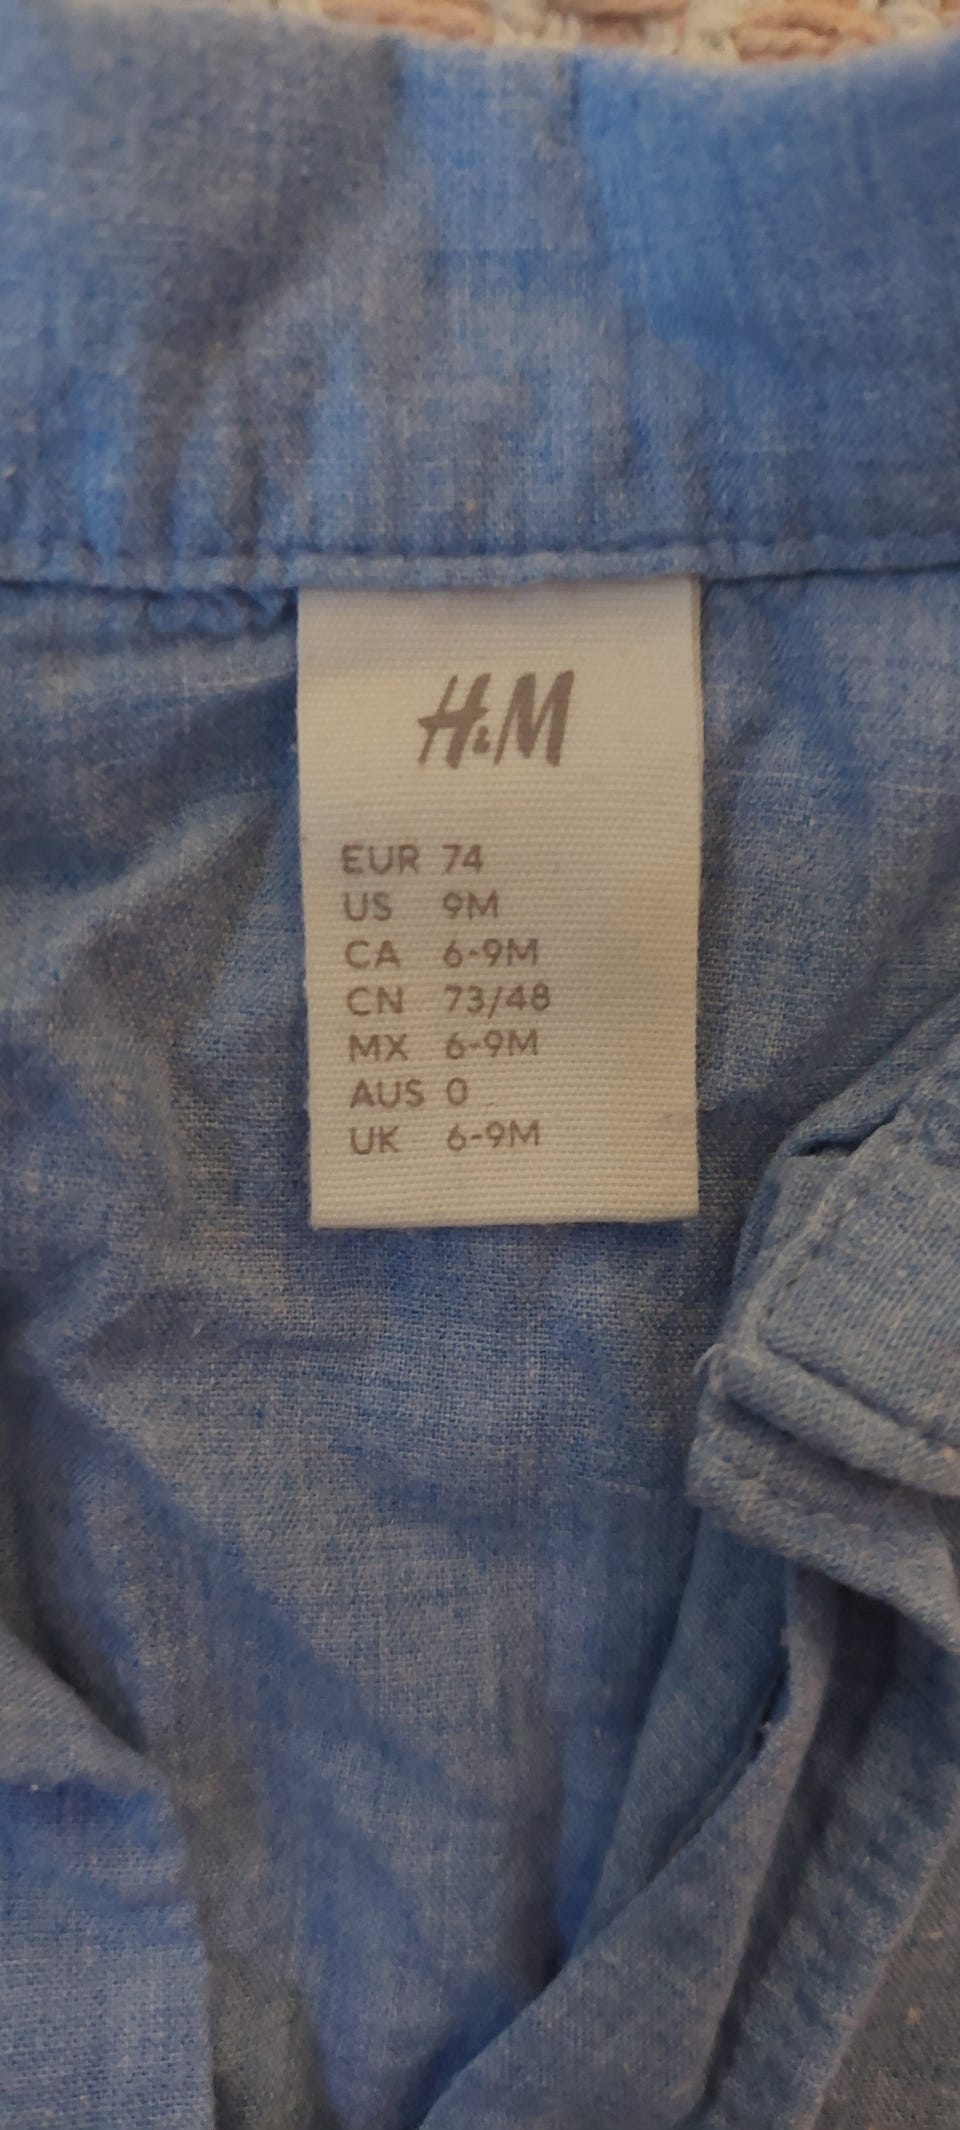 H&M
EUR 74
US 9M
CA 6-9M
CN 73/48
MX 6-9M
AUS 0
UK 6-9M